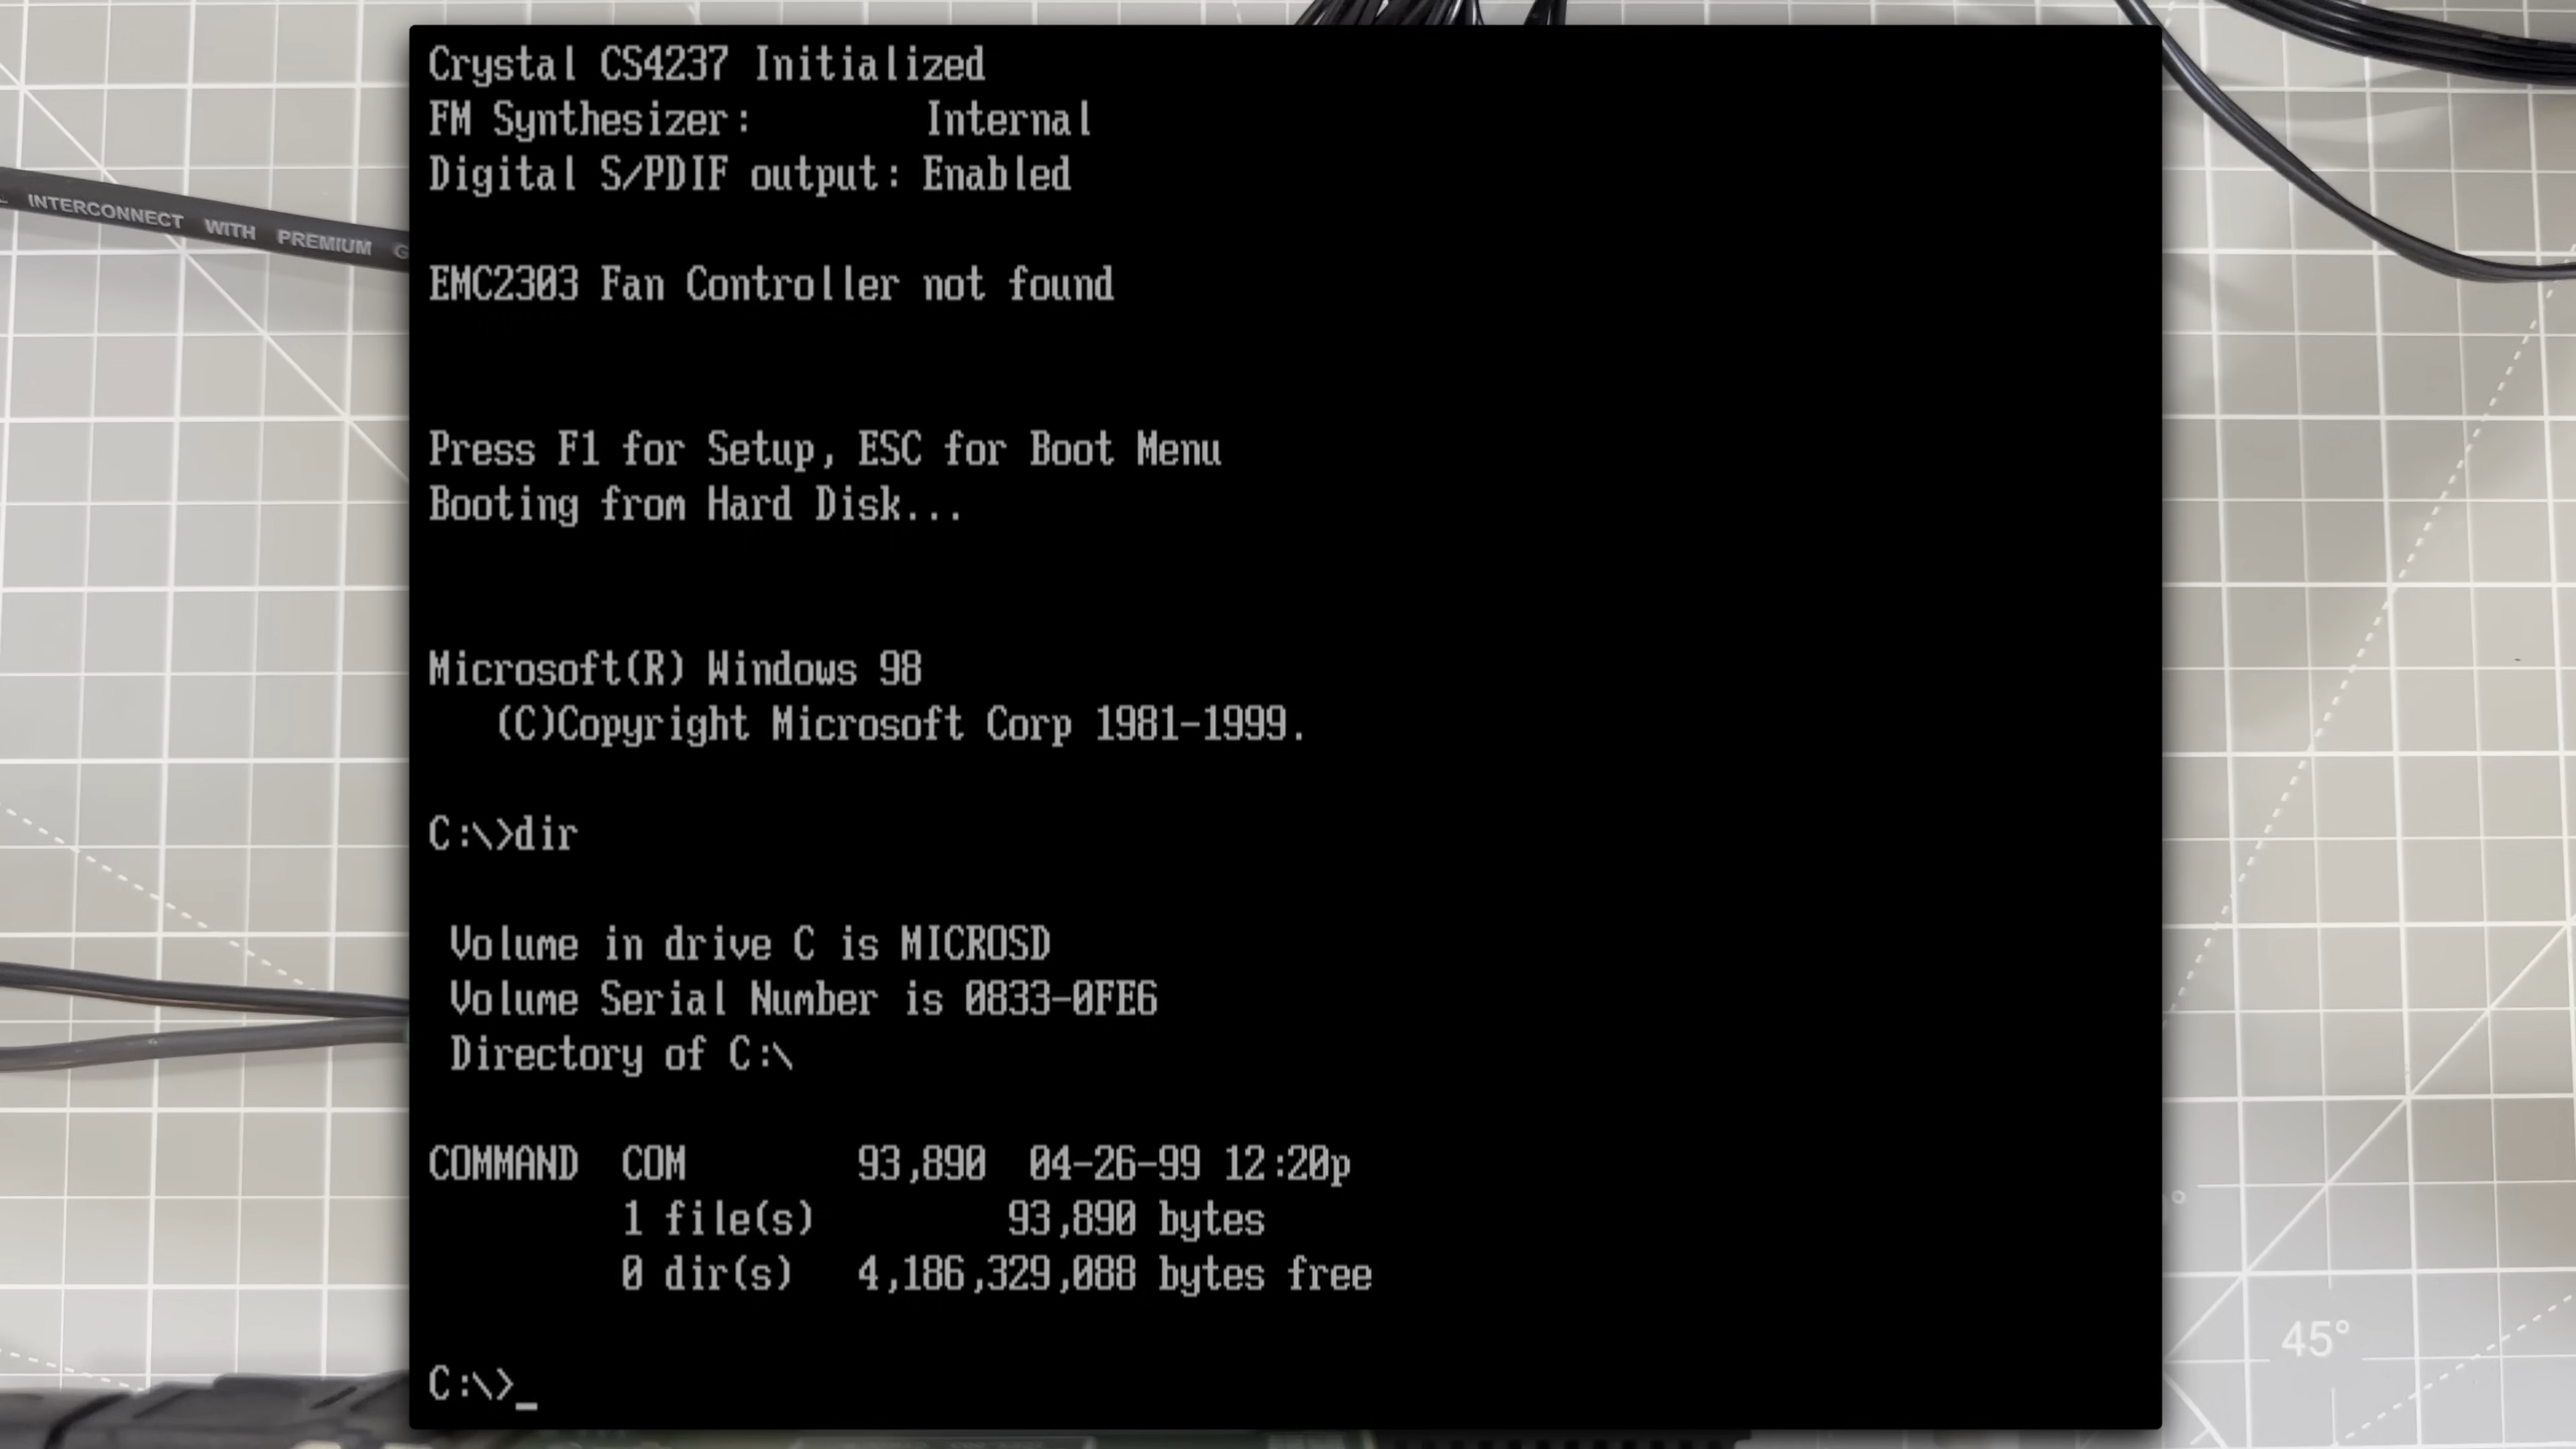 Crystal CS4237 Initialized
FM Synthesizer:        Internal
Digital S/PDIF output: Enabled
INTERCONNECT WITH PREMIUM
EMC2303 Fan Controller not found
Press F1 for Setup, ESC for Boot Menu
Booting from Hard Disk...
Microsoft(R) Windows 98
   (C)Copyright Microsoft Corp 1981-1999.
C:\>dir
 Volume in drive C is MICROSD
 Volume Serial Number is 0833-0FE6
 Directory of C:\
COMMAND  COM        93,890  04-26-99 12:20p
         1 file(s)         93,890 bytes
         0 dir(s)   4,186,329,088 bytes free
45°
C:\>_